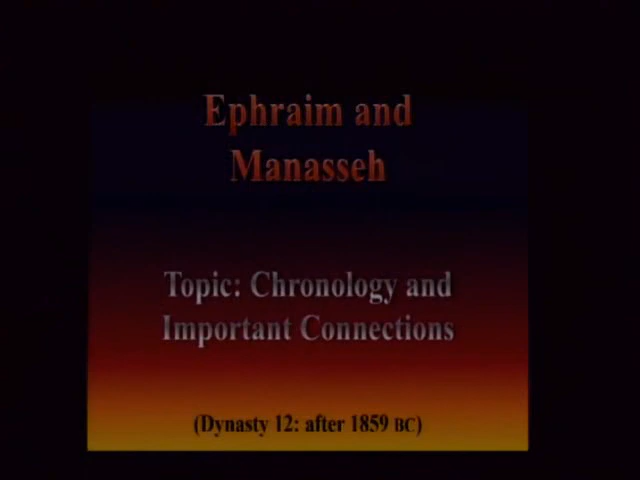 Ephraim and
Manasseh
Topic: Chronology and
Important Connections
(Dynasty 12: after 1859 BC)